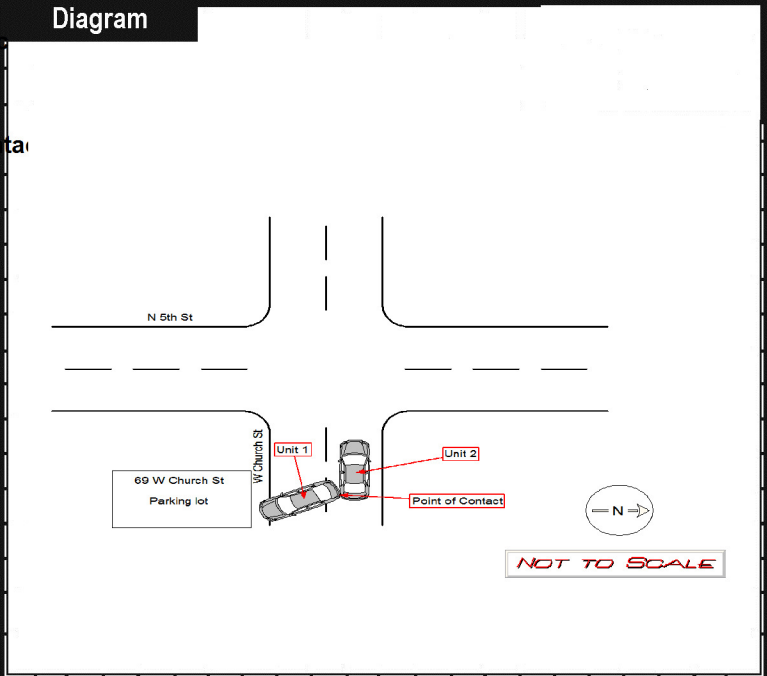 Diagram
N 5th St
W Church St
Unit 1
Unit 2
69 W Church St
Parking lot
Point of Contact
N
NOT TO SCALE